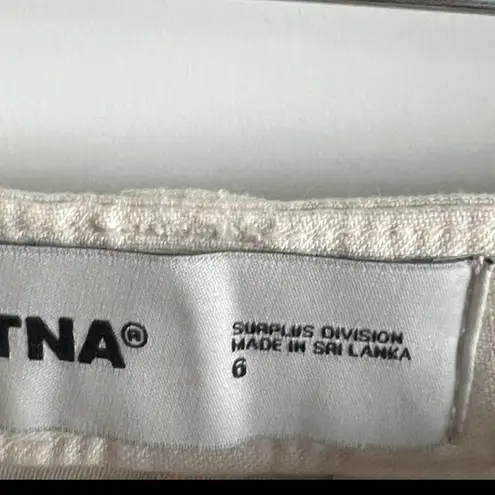 TNA®
SURPLUS DIVISION
MADE IN SRI LANKA
6